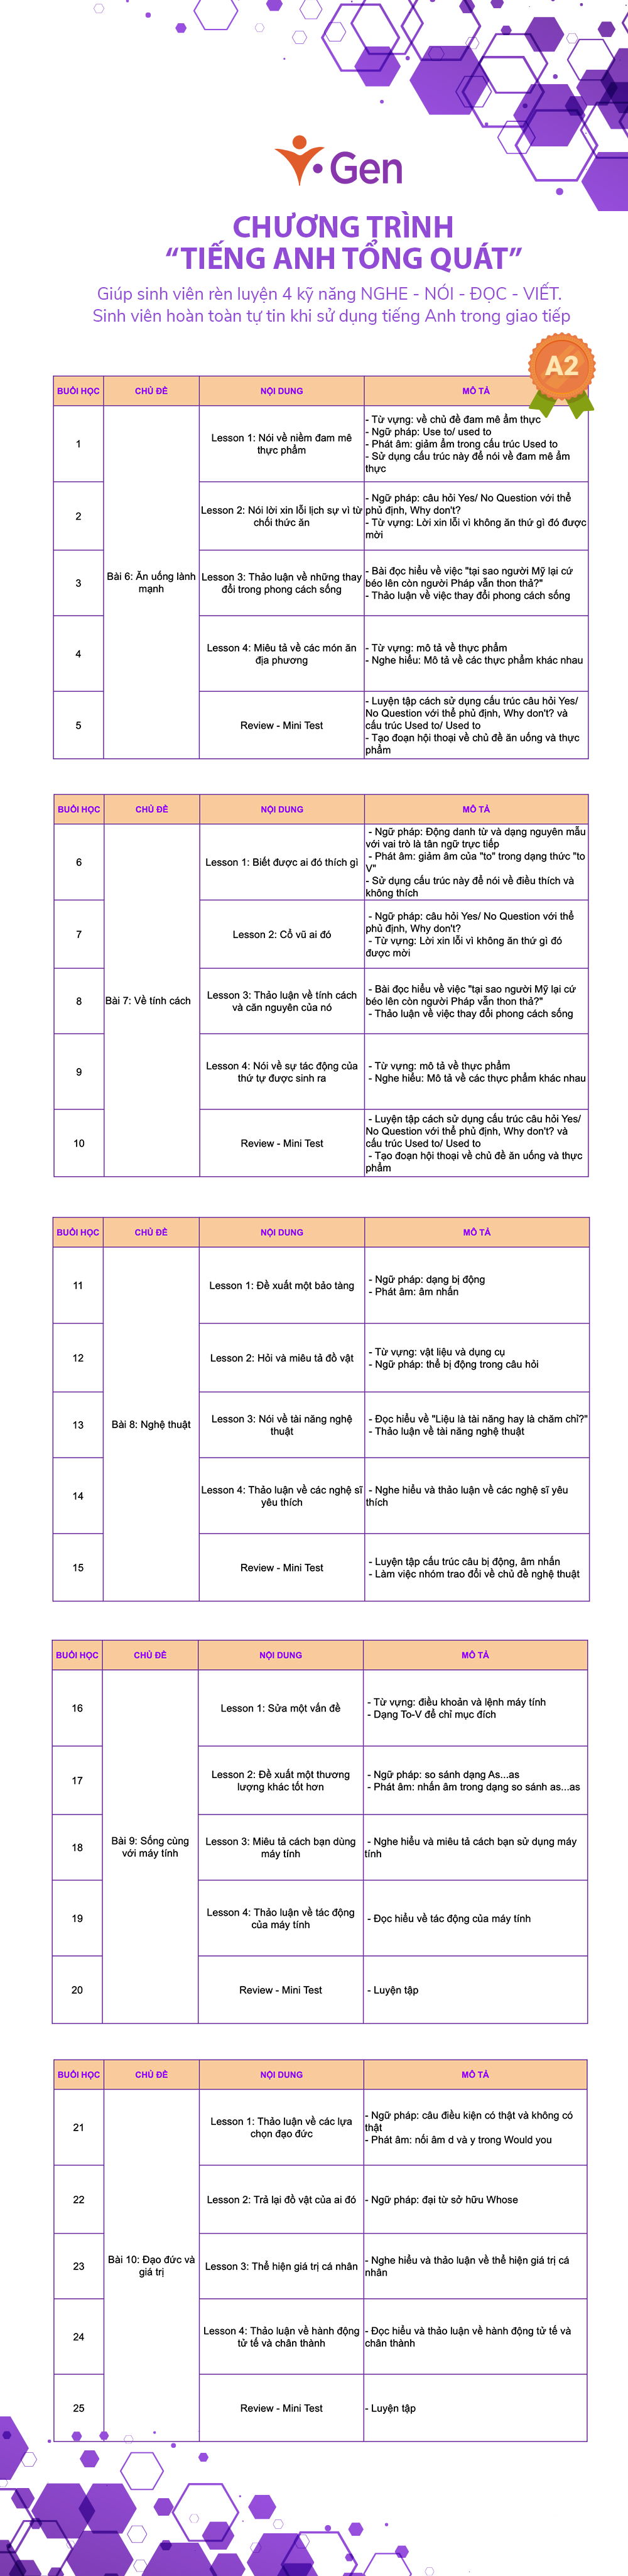 Gen
CHƯƠNG TRÌNH
“TIẾNG ANH TỔNG QUÁT”
Giúp sinh viên rèn luyện 4 kỹ năng NGHE - NÓI - ĐỌC - VIẾT.
Sinh viên hoàn toàn tự tin khi sử dụng tiếng Anh trong giao tiếp
A2
BUỔI HỌC
CHỦ ĐỀ
NỘI DUNG
MÔ TẢ
1
Bài 6: Ăn uống lành
mạnh
Lesson 1: Nói về niềm đam mê
thực phẩm
- Từ vựng: về chủ đề đam mê ẩm thực
- Ngữ pháp: Use to/ used to
- Phát âm: giảm ẩm trong cấu trúc Used to
- Sử dụng cấu trúc này để nói về đam mê ẩm
thực
2
Lesson 2: Nói lời xin lỗi lịch sự vì từ
chối thức ăn
- Ngữ pháp: câu hỏi Yes/ No Question với thể
phủ định, Why don't?
- Từ vựng: Lời xin lỗi vì không ăn thứ gì đó được
mời
3
Lesson 3: Thảo luận về những thay
đổi trong phong cách sống
- Bài đọc hiểu về việc "tại sao người Mỹ lại cứ
béo lên còn người Pháp vẫn thon thả?"
- Thảo luận về việc thay đổi phong cách sống
4
Lesson 4: Miêu tả về các món ăn
địa phương
- Từ vựng: mô tả về thực phẩm
- Nghe hiểu: Mô tả về các thực phẩm khác nhau
5
Review - Mini Test
- Luyện tập cách sử dụng cấu trúc câu hỏi Yes/
No Question với thể phủ định, Why don't? và
cấu trúc Used to/ Used to
- Tạo đoạn hội thoại về chủ đề ăn uống và thực
phẩm
BUỔI HỌC
CHỦ ĐỀ
NỘI DUNG
MÔ TẢ
6
Bài 7: Về tính cách
Lesson 1: Biết được ai đó thích gì
- Ngữ pháp: Động danh từ và dạng nguyên mẫu
với vai trò là tân ngữ trực tiếp
- Phát âm: giảm âm của "to" trong dạng thức "to
V"
- Sử dụng cấu trúc này để nói về điều thích và
không thích
7
Lesson 2: Cổ vũ ai đó
- Ngữ pháp: câu hỏi Yes/ No Question với thể
phủ định, Why don't?
- Từ vựng: Lời xin lỗi vì không ăn thứ gì đó
được mời
8
Lesson 3: Thảo luận về tính cách
và căn nguyên của nó
- Bài đọc hiểu về việc "tại sao người Mỹ lại cứ
béo lên còn người Pháp vẫn thon thả?"
- Thảo luận về việc thay đổi phong cách sống
9
Lesson 4: Nói về sự tác động của
thứ tự được sinh ra
- Từ vựng: mô tả về thực phẩm
- Nghe hiểu: Mô tả về các thực phẩm khác nhau
10
Review - Mini Test
- Luyện tập cách sử dụng cấu trúc câu hỏi Yes/
No Question với thể phủ định, Why don't? và
cấu trúc Used to/ Used to
- Tạo đoạn hội thoại về chủ đề ăn uống và thực
phẩm
BUỔI HỌC
CHỦ ĐỀ
NỘI DUNG
MÔ TẢ
11
Bài 8: Nghệ thuật
Lesson 1: Đề xuất một bảo tàng
- Ngữ pháp: dạng bị động
- Phát âm: âm nhấn
12
Lesson 2: Hỏi và miêu tả đồ vật
- Từ vựng: vật liệu và dụng cụ
- Ngữ pháp: thể bị động trong câu hỏi
13
Lesson 3: Nói về tài năng nghệ
thuật
- Đọc hiểu về "Liệu là tài năng hay là chăm chỉ?"
- Thảo luận về tài năng nghệ thuật
14
Lesson 4: Thảo luận về các nghệ sĩ
yêu thích
- Nghe hiểu và thảo luận về các nghệ sĩ yêu
thích
15
Review - Mini Test
- Luyện tập cấu trúc câu bị động, âm nhấn
- Làm việc nhóm trao đổi về chủ đề nghệ thuật
BUỔI HỌC
CHỦ ĐỀ
NỘI DUNG
MÔ TẢ
16
Bài 9: Sống cùng
với máy tính
Lesson 1: Sửa một vấn đề
- Từ vựng: điều khoản và lệnh máy tính
- Dạng To-V để chỉ mục đích
17
Lesson 2: Đề xuất một thương
lượng khác tốt hơn
- Ngữ pháp: so sánh dạng As...as
- Phát âm: nhấn âm trong dạng so sánh as...as
18
Lesson 3: Miêu tả cách bạn dùng
máy tính
- Nghe hiểu và miêu tả cách bạn sử dụng máy
tính
19
Lesson 4: Thảo luận về tác động
của máy tính
- Đọc hiểu về tác động của máy tính
20
Review - Mini Test
- Luyện tập
BUỔI HỌC
CHỦ ĐỀ
NỘI DUNG
MÔ TẢ
21
Bài 10: Đạo đức và
giá trị
Lesson 1: Thảo luận về các lựa
chọn đạo đức
- Ngữ pháp: câu điều kiện có thật và không có
thật
- Phát âm: nối âm d và y trong Would you
22
Lesson 2: Trả lại đồ vật của ai đó
- Ngữ pháp: đại từ sở hữu Whose
23
Lesson 3: Thể hiện giá trị cá nhân
- Nghe hiểu và thảo luận về thể hiện giá trị cá
nhân
24
Lesson 4: Thảo luận về hành động
tử tế và chân thành
- Đọc hiểu và thảo luận về hành động tử tế và
chân thành
25
Review - Mini Test
- Luyện tập